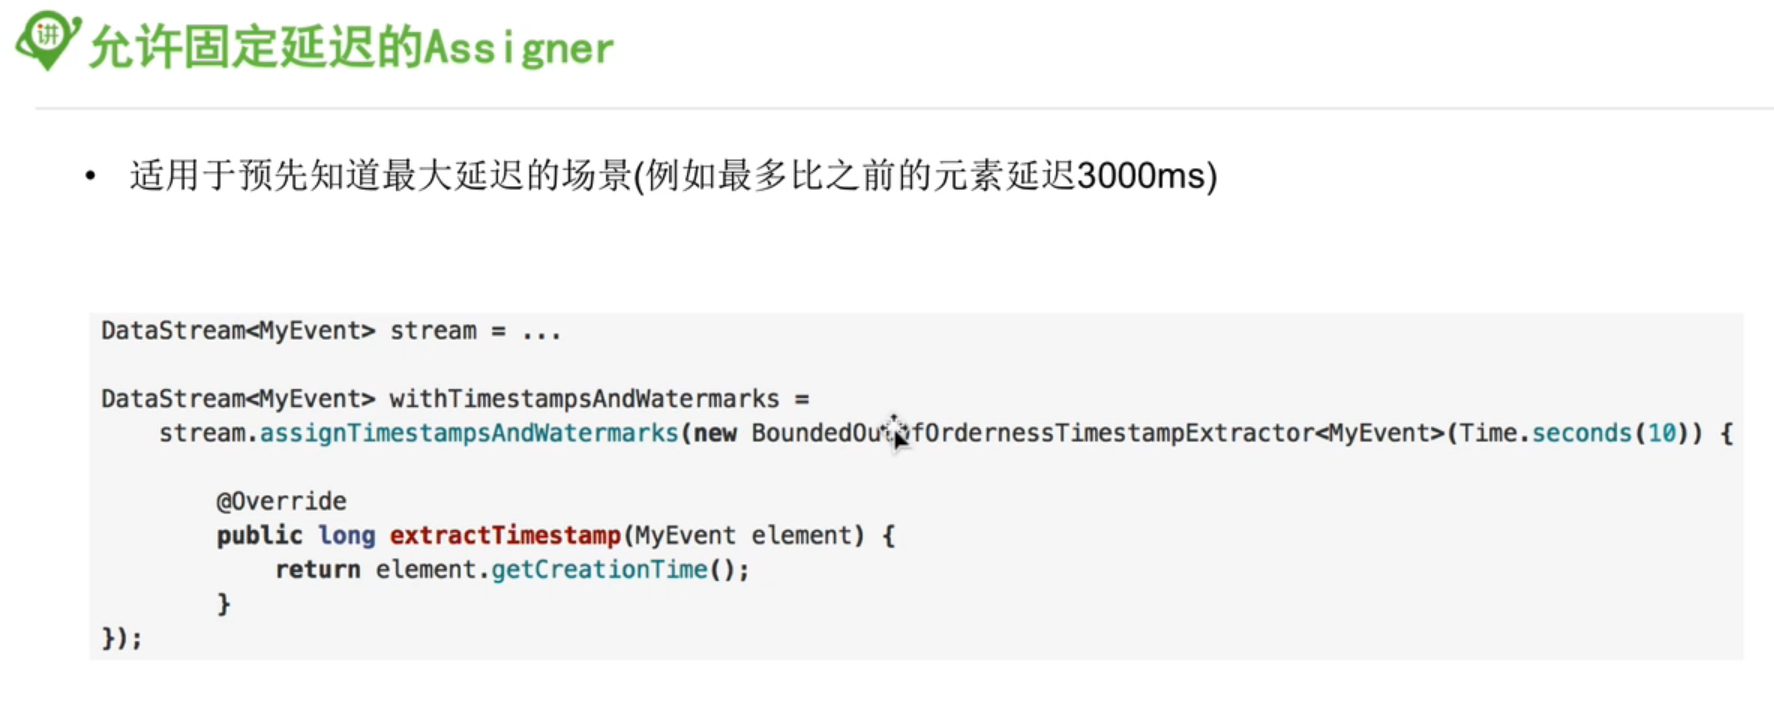 讲
允许固定延迟的Assigner
• 适用于预先知道最大延迟的场景(例如最多比之前的元素延迟3000ms)
DataStream<MyEvent> stream = ...
DataStream<MyEvent> withTimestampsAndWatermarks =
stream.assignTimestampsAndWatermarks(new BoundedOutOfOrdernessTimestampExtractor<MyEvent>(Time.seconds(10)) {
@Override
public long extractTimestamp(MyEvent element) {
return element.getCreationTime();
}
});